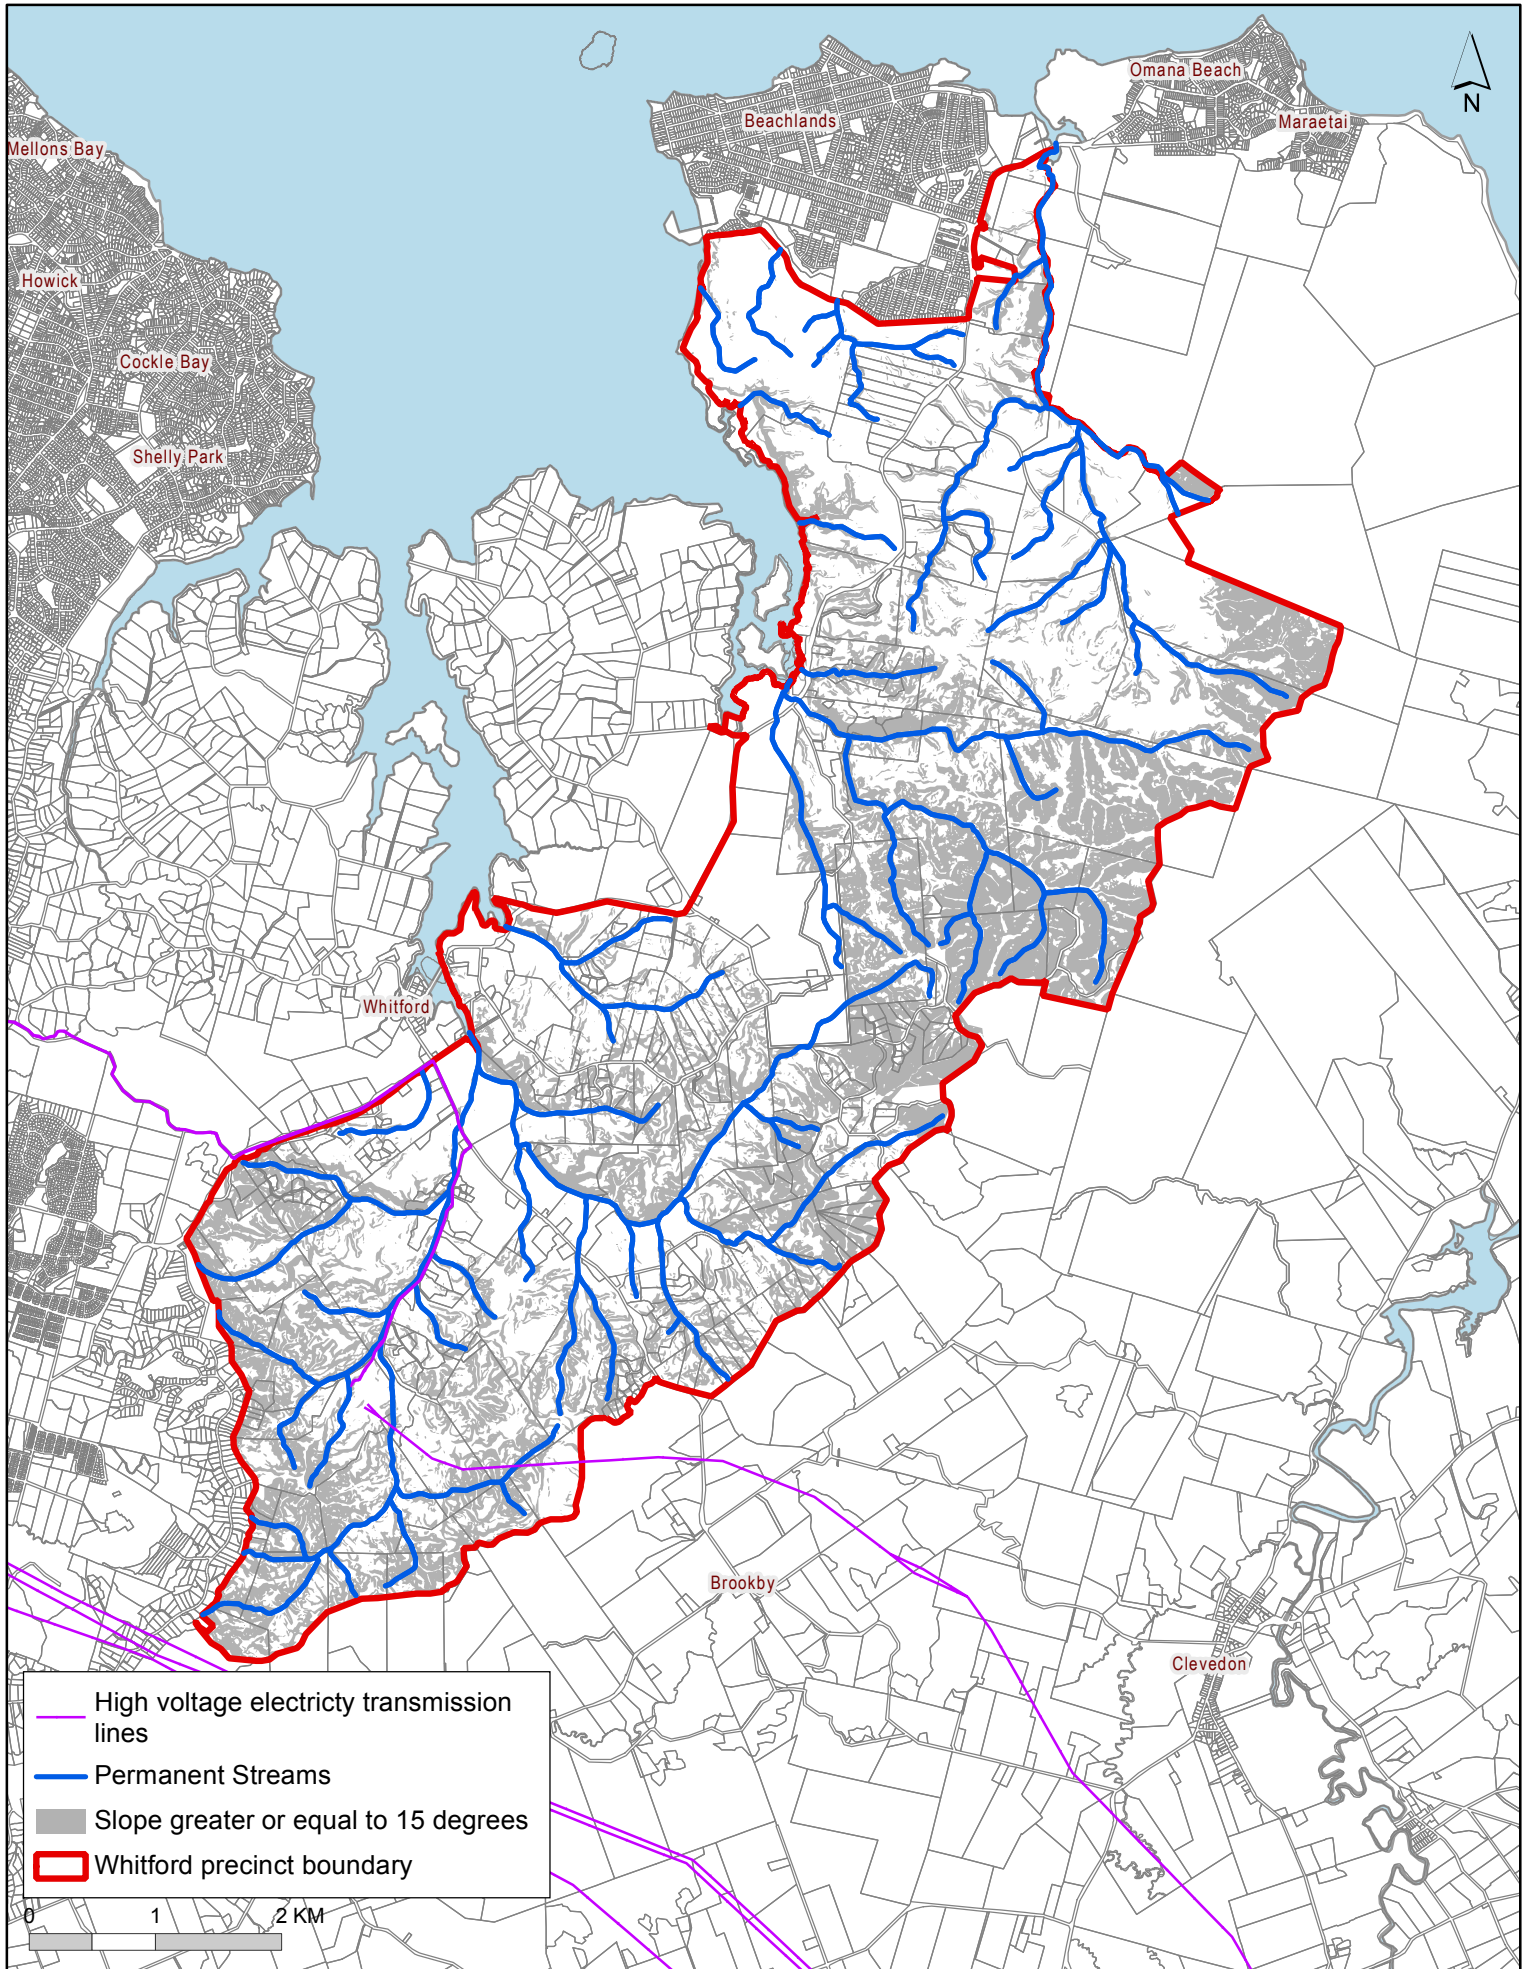 Omana Beach
Maraetai
N
Beachlands
Mellons Bay
Howick
Cockle Bay
Shelly Park
Whitford
Brookby
Clevedon
High voltage electricty transmission
lines
Permanent Streams
Slope greater or equal to 15 degrees
Whitford precinct boundary
0 1 2 KM